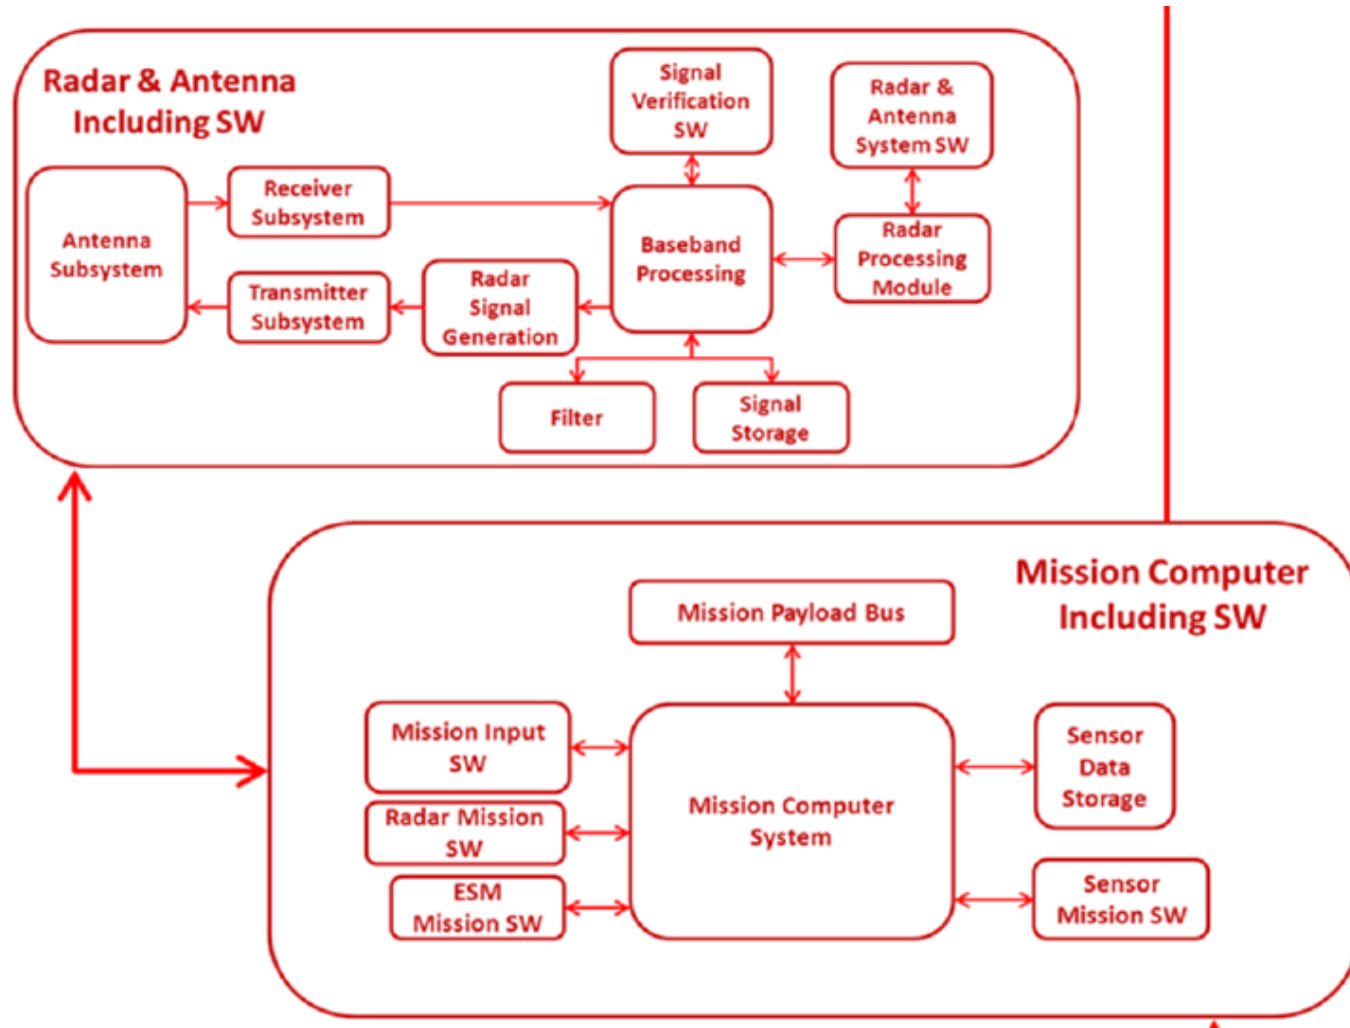 Radar & Antenna
Including SW
Signal
Verification
SW
Radar &
Antenna
System SW
Antenna
Subsystem
Receiver
Subsystem
Baseband
Processing
Radar
Processing
Module
Transmitter
Subsystem
Radar
Signal
Generation
Filter
Signal
Storage
Mission Computer
Including SW
Mission Payload Bus
Mission Input
SW
Radar Mission
SW
ESM
Mission SW
Mission Computer
System
Sensor
Data
Storage
Sensor
Mission SW